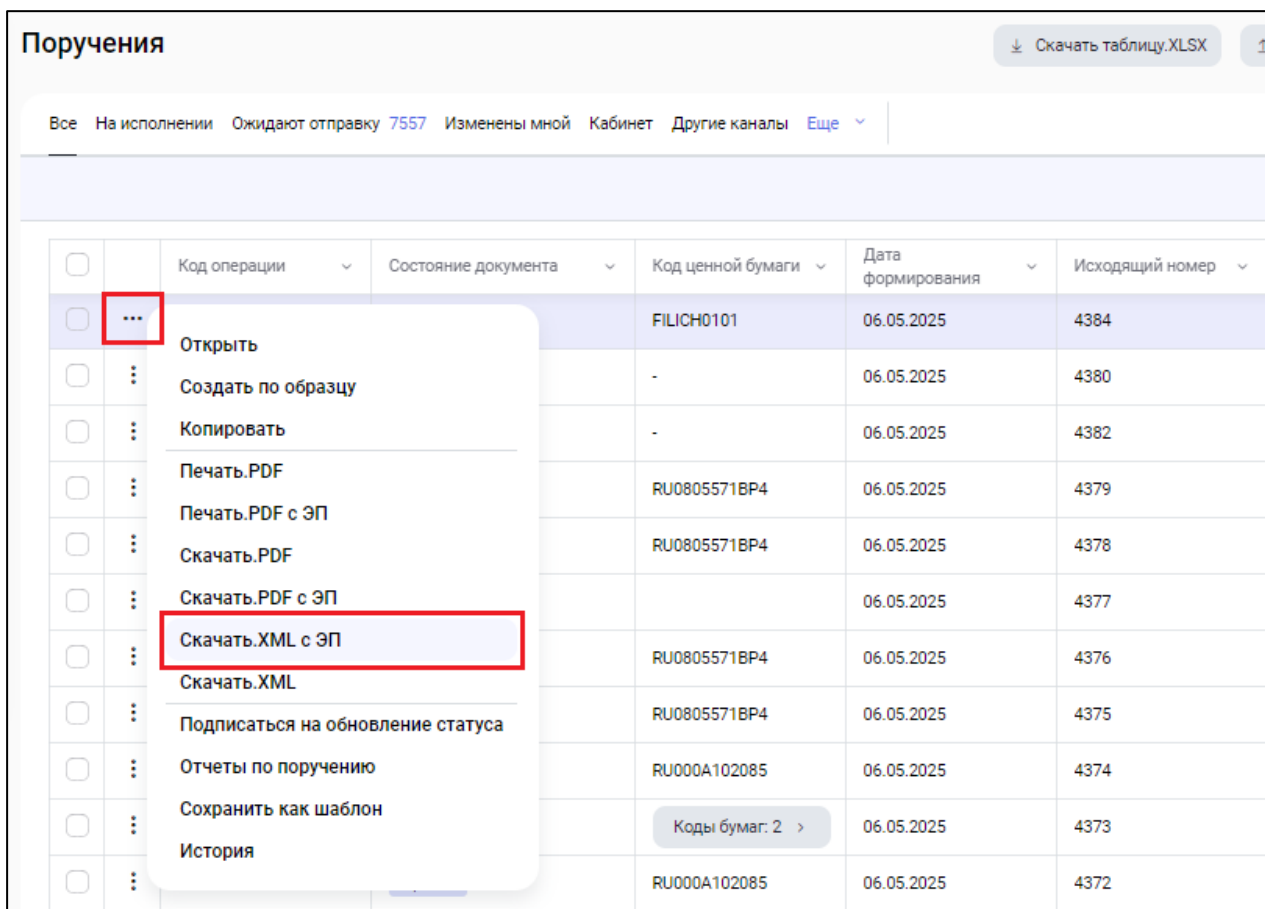 Поручения
Скачать таблицу.XLSX
Все На исполнении Ожидают отправку 7557 Изменены мной Кабинет Другие каналы Еще
Код операции Состояние документа Код ценной бумаги Дата формирования Исходящий номер
FILICH0101 06.05.2025 4384
Открыть
Создать по образцу
- 06.05.2025 4380
Копировать
- 06.05.2025 4382
Печать.PDF
RU0805571BP4 06.05.2025 4379
Печать.PDF с ЭП
Скачать.PDF
RU0805571BP4 06.05.2025 4378
Скачать.PDF с ЭП
06.05.2025 4377
Скачать.XML с ЭП
RU0805571BP4 06.05.2025 4376
Скачать.XML
RU0805571BP4 06.05.2025 4375
Подписаться на обновление статуса
Отчеты по поручению
RU000A102085 06.05.2025 4374
Сохранить как шаблон
Коды бумаг: 2 06.05.2025 4373
История
RU000A102085 06.05.2025 4372